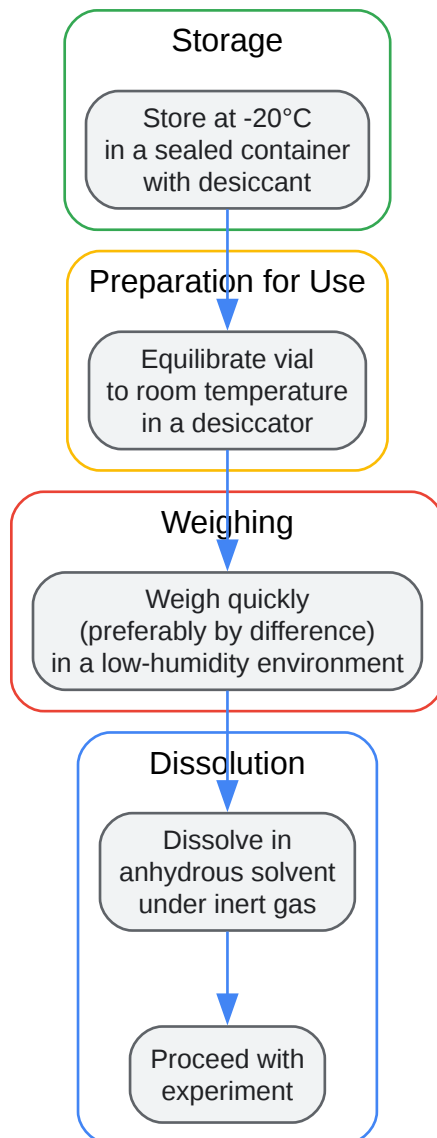 Storage
Store at -20°C
in a sealed container
with desiccant
Preparation for Use
Equilibrate vial
to room temperature
in a desiccator
Weighing
Weigh quickly
(preferably by difference)
in a low-humidity environment
Dissolution
Dissolve in
anhydrous solvent
under inert gas
Proceed with
experiment